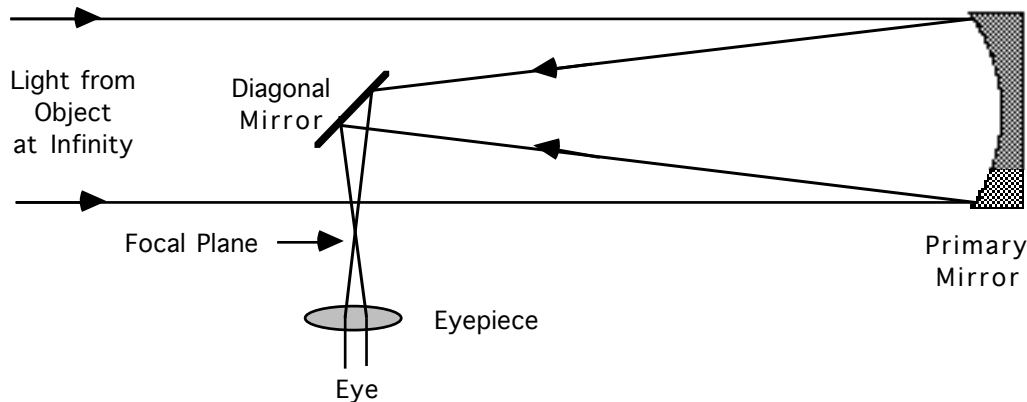 Light from
Object
at Infinity
Diagonal
Mirror
Focal Plane
Primary
Mirror
Eyepiece
Eye